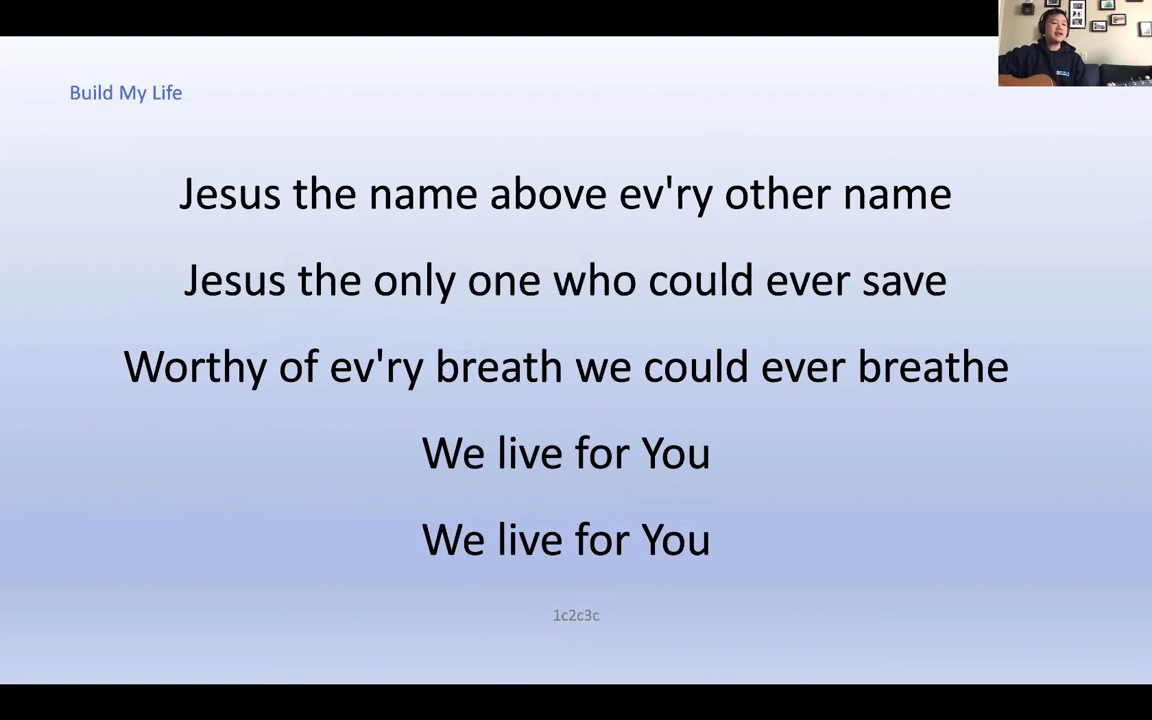 Build My Life
Jesus the name above ev'ry other name
Jesus the only one who could ever save
Worthy of ev'ry breath we could ever breathe
We live for You
We live for You
1c2c3c